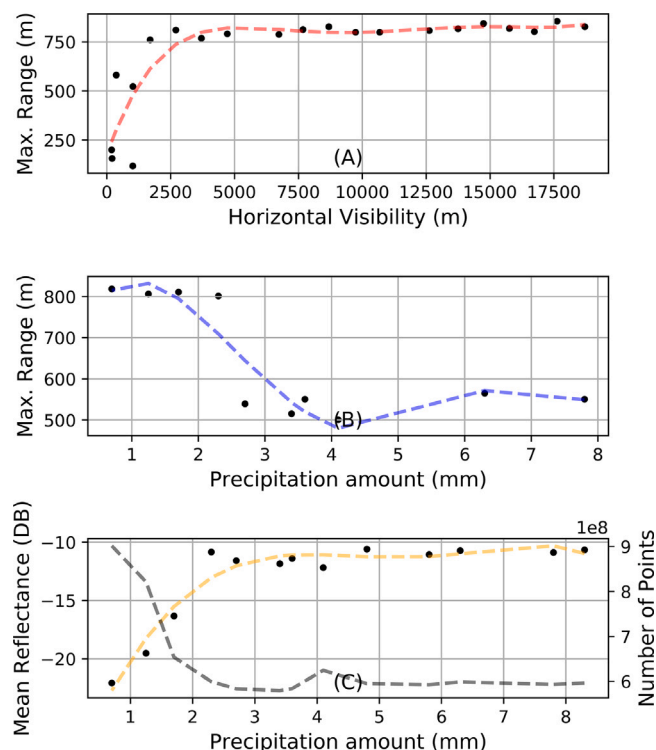 Max. Range (m)
750
500
250
(A)
0 2500 5000 7500 10000 12500 15000 17500
Horizontal Visibility (m)
Max. Range (m)
800
700
600
500
(B)
1 2 3 4 5 6 7 8
Precipitation amount (mm)
Mean Reflectance (DB)
−10
−15
−20
1e8
9
8
7
6
Number of Points
(C)
1 2 3 4 5 6 7 8
Precipitation amount (mm)